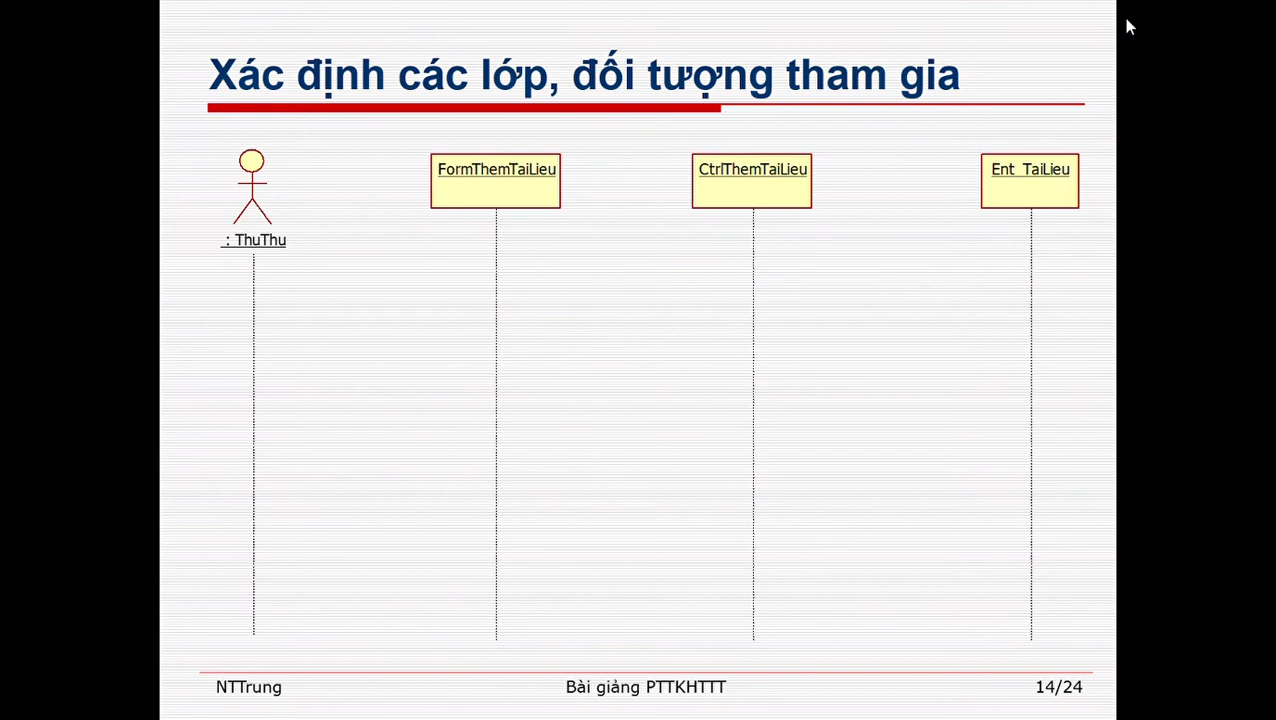 Xác định các lớp, đối tượng tham gia
FormThemTaiLieu
CtrlThemTaiLieu
Ent_TaiLieu
: ThuThu
NTTrung
Bài giảng PTTKHTTT
14/24